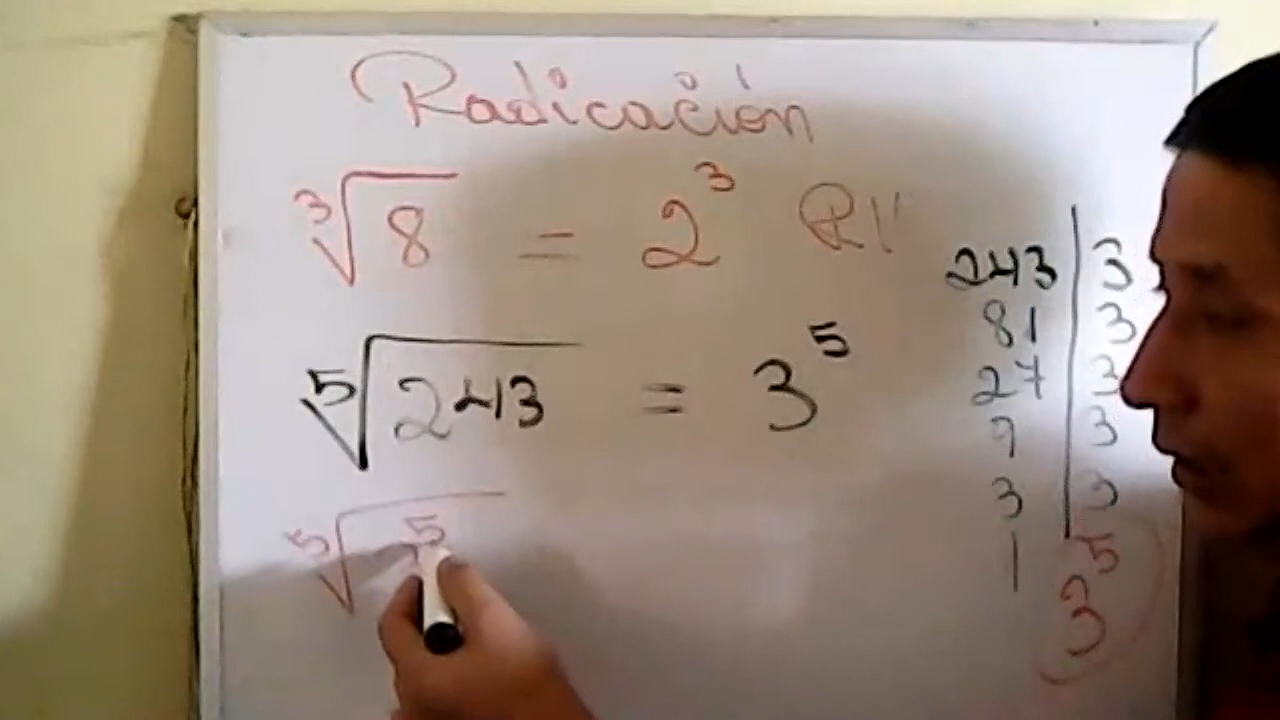 Radicación
∛8 = 2³ R//
⁵√243 = 3⁵
⁵√ ⁵
243 | 3
81 | 3
27 | 3
9 | 3
3 | 3
1
3⁵